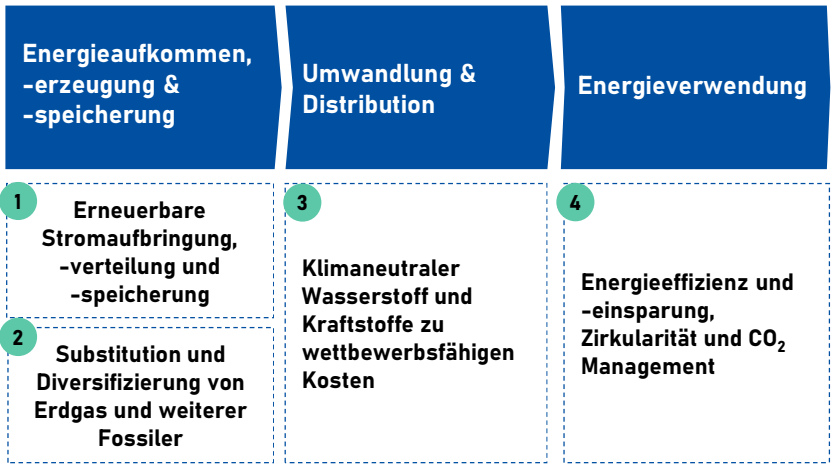 Energieaufkommen,
-erzeugung &
-speicherung
Umwandlung &
Distribution
Energieverwendung
1
Erneuerbare
Stromaufbringung,
-verteilung und
-speicherung
2
Substitution und
Diversifizierung von
Erdgas und weiterer
Fossiler
3
Klimaneutraler
Wasserstoff und
Kraftstoffe zu
wettbewerbsfähigen
Kosten
4
Energieeffizienz und
-einsparung,
Zirkularität und CO₂
Management